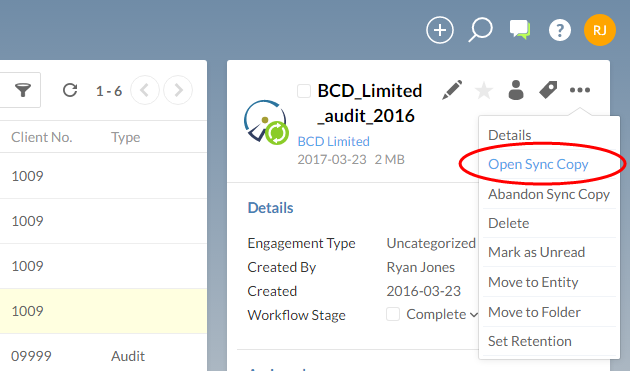 RJ
1 - 6
Client No. Type
1009
1009
1009
1009
09999 Audit
BCD_Limited
_audit_2016
BCD Limited
2017-03-23 2 MB
Details
Engagement Type Uncategorized
Created By Ryan Jones
Created 2016-03-23
Workflow Stage Complete
Details
Open Sync Copy
Abandon Sync Copy
Delete
Mark as Unread
Move to Entity
Move to Folder
Set Retention